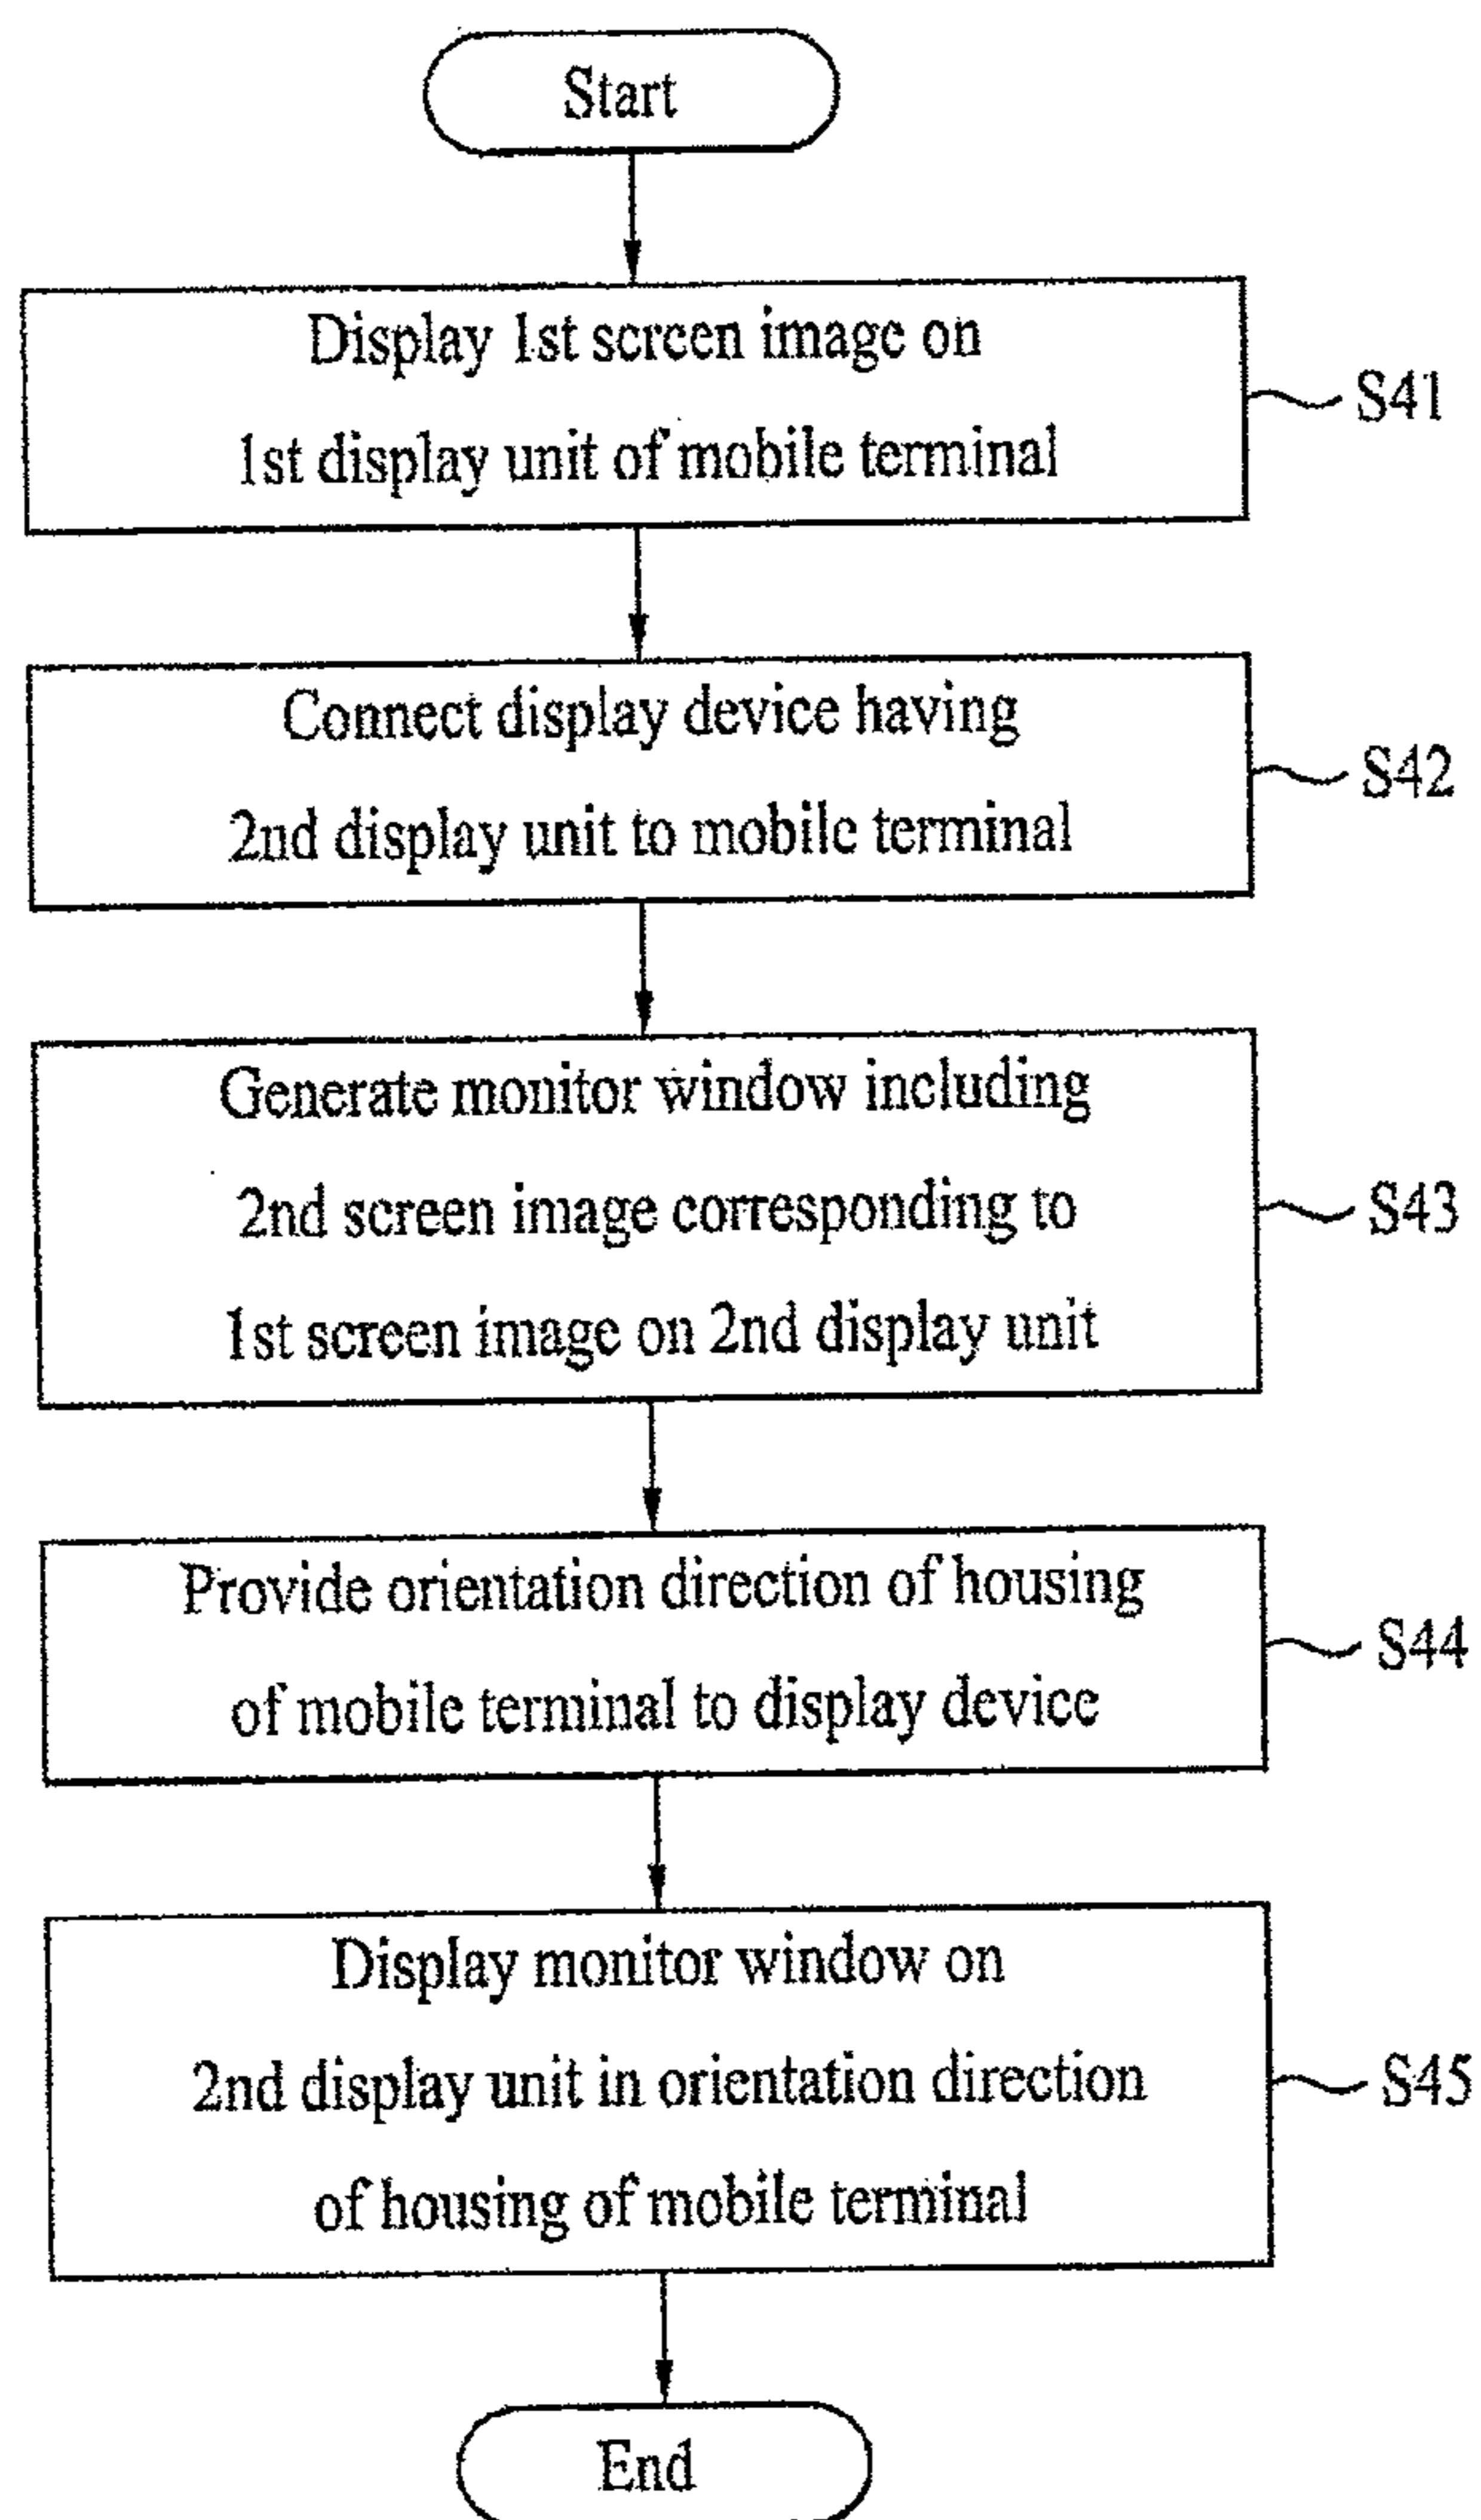 Start
Display 1st screen image on
1st display unit of mobile terminal
S41
Connect display device having
2nd display unit to mobile terminal
S42
Generate monitor window including
2nd screen image corresponding to
1st screen image on 2nd display unit
S43
Provide orientation direction of housing
of mobile terminal to display device
S44
Display monitor window on
2nd display unit in orientation direction
of housing of mobile terminal
S45
End